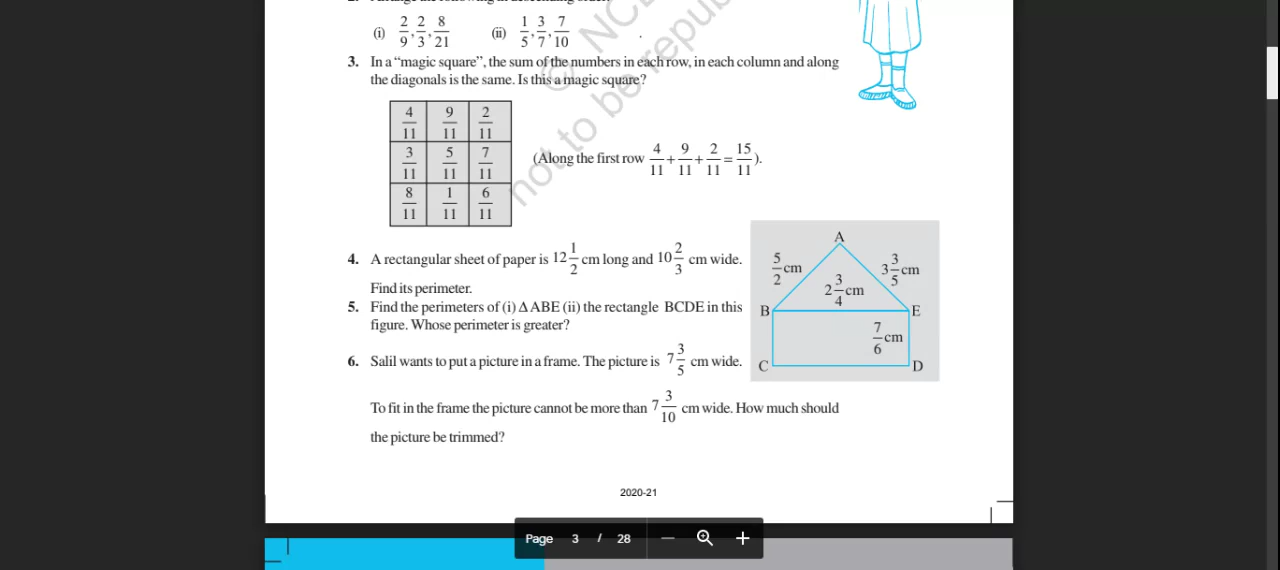 (i) 2/9, 2/3, 8/21 (ii) 1/5, 3/7, 7/10
3. In a “magic square”, the sum of the numbers in each row, in each column and along
the diagonals is the same. Is this a magic square?
4/11 9/11 2/11
3/11 5/11 7/11
8/11 1/11 6/11
(Along the first row 4/11 + 9/11 + 2/11 = 15/11).
4. A rectangular sheet of paper is 12 1/2 cm long and 10 2/3 cm wide.
Find its perimeter.
5. Find the perimeters of (i) Δ ABE (ii) the rectangle BCDE in this
figure. Whose perimeter is greater?
6. Salil wants to put a picture in a frame. The picture is 7 3/5 cm wide.
To fit in the frame the picture cannot be more than 7 3/10 cm wide. How much should
the picture be trimmed?
A
5/2 cm
3 3/5 cm
2 3/4 cm
B
E
7/6 cm
C
D
not to be repu
2020-21
Page 3 / 28